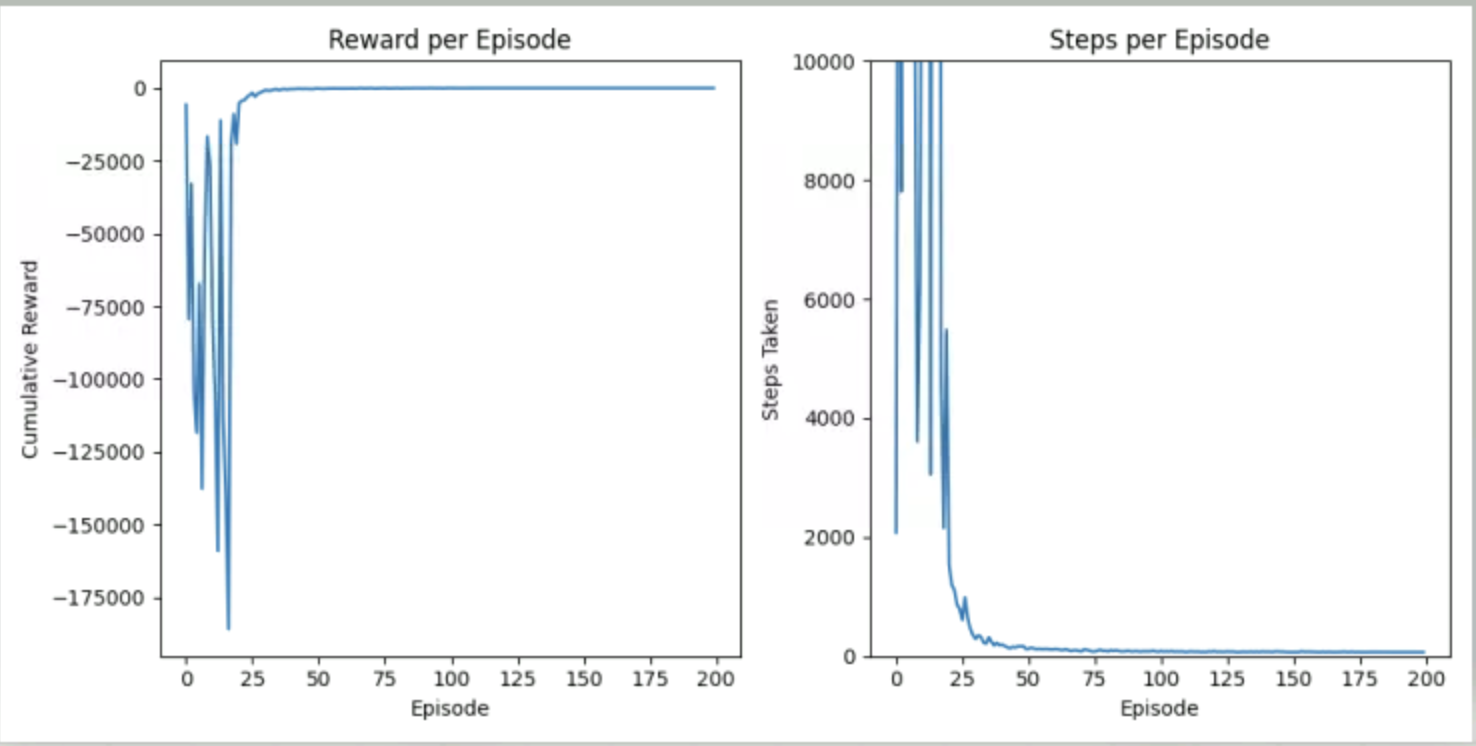 Reward per Episode
0
−25000
−50000
−75000
−100000
−125000
−150000
−175000
Cumulative Reward
0 25 50 75 100 125 150 175 200
Episode
Steps per Episode
10000
8000
6000
4000
2000
0
Steps Taken
0 25 50 75 100 125 150 175 200
Episode